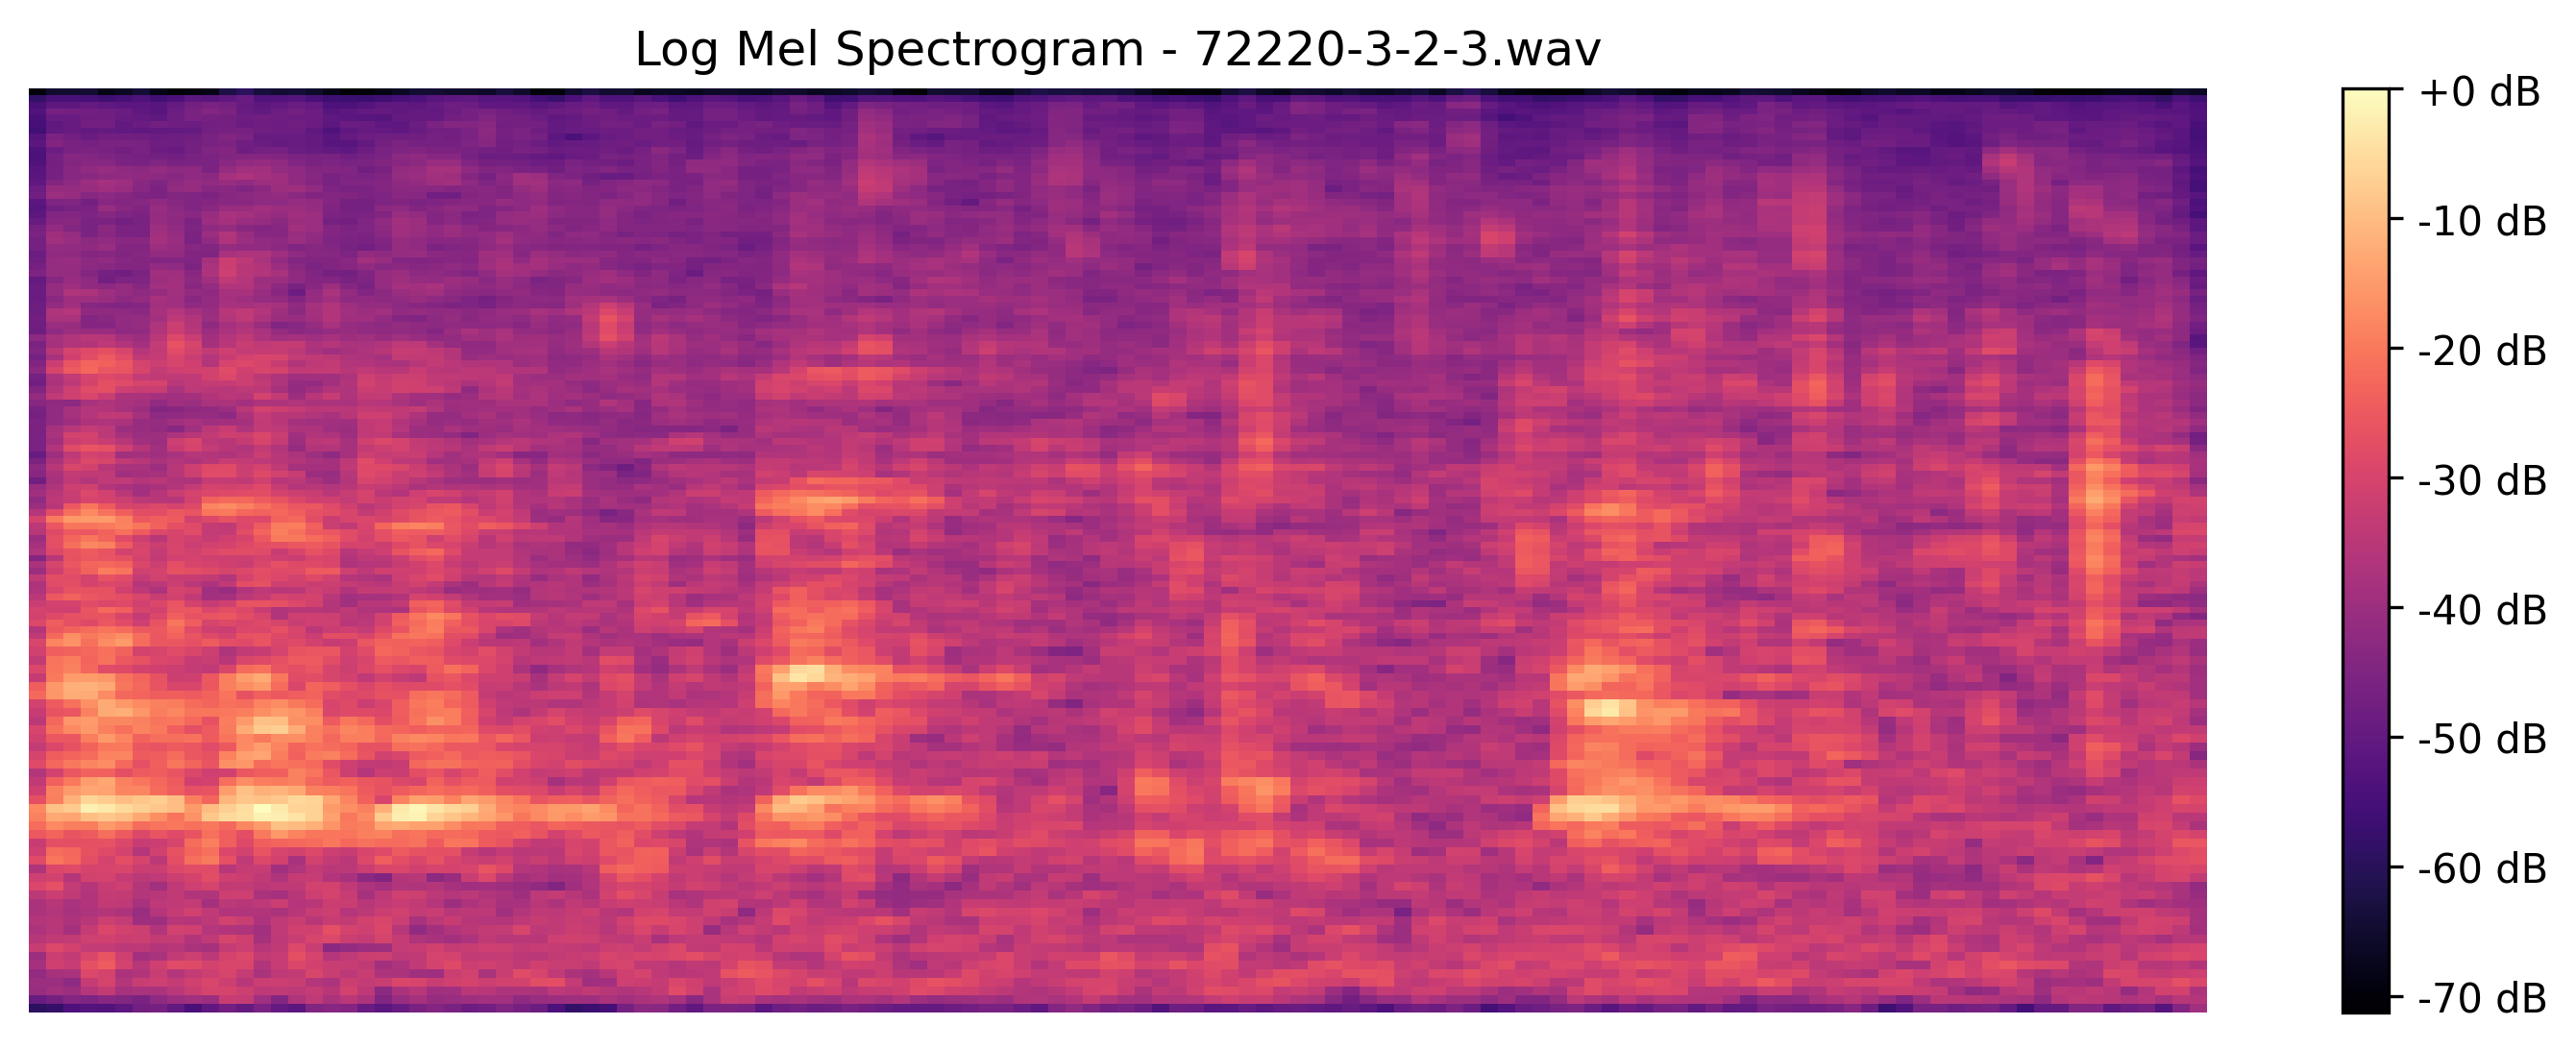 Log Mel Spectrogram - 72220-3-2-3.wav
+0 dB
-10 dB
-20 dB
-30 dB
-40 dB
-50 dB
-60 dB
-70 dB